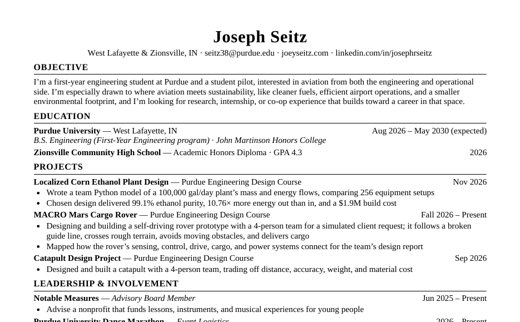 Joseph Seitz
West Lafayette & Zionsville, IN · seitz38@purdue.edu · joeyseitz.com · linkedin.com/in/josephrseitz
OBJECTIVE
I'm a first-year engineering student at Purdue and a student pilot, interested in aviation from both the engineering and operational
side. I'm especially drawn to where aviation meets sustainability, like cleaner fuels, efficient airport operations, and a smaller
environmental footprint, and I'm looking for research, internship, or co-op experience that builds toward a career in that space.
EDUCATION
Purdue University — West Lafayette, IN Aug 2026 – May 2030 (expected)
B.S. Engineering (First-Year Engineering program) · John Martinson Honors College
Zionsville Community High School — Academic Honors Diploma · GPA 4.3 2026
PROJECTS
Localized Corn Ethanol Plant Design — Purdue Engineering Design Course Nov 2026
• Wrote a team Python model of a 100,000 gal/day plant's mass and energy flows, comparing 256 equipment setups
• Chosen design delivered 99.1% ethanol purity, 10.76× more energy out than in, and a $1.9M build cost
MACRO Mars Cargo Rover — Purdue Engineering Design Course Fall 2026 – Present
• Designing and building a self-driving rover prototype with a 4-person team for a simulated client request; it follows a broken
guide line, crosses rough terrain, avoids moving obstacles, and delivers cargo
• Mapped how the rover's sensing, control, drive, cargo, and power systems connect for the team's design report
Catapult Design Project — Purdue Engineering Design Course Sep 2026
• Designed and built a catapult with a 4-person team, trading off distance, accuracy, weight, and material cost
LEADERSHIP & INVOLVEMENT
Notable Measures — Advisory Board Member Jun 2025 – Present
• Advise a nonprofit that funds lessons, instruments, and musical experiences for young people
Purdue University Dance Marathon — Event Logistics 2026 – Present